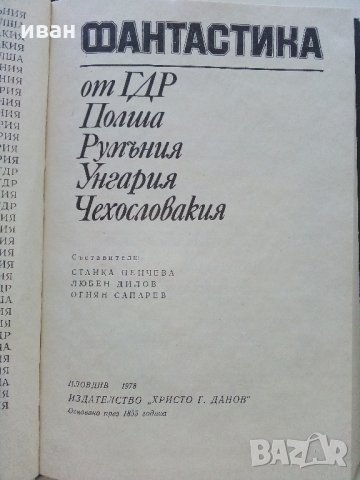 иван
ФАНТАСТИКА
от ГДР
Полша
Румъния
Унгария
Чехословакия
Съставители:
СТАНКА ПЕНЧЕВА
ЛЮБЕН ДИЛОВ
ОГНЯН САПАРЕВ
ПЛОВДИВ 1978
ИЗДАТЕЛСТВО „ХРИСТО Г. ДАНОВ"
Основано през 1855 година
BAZAR